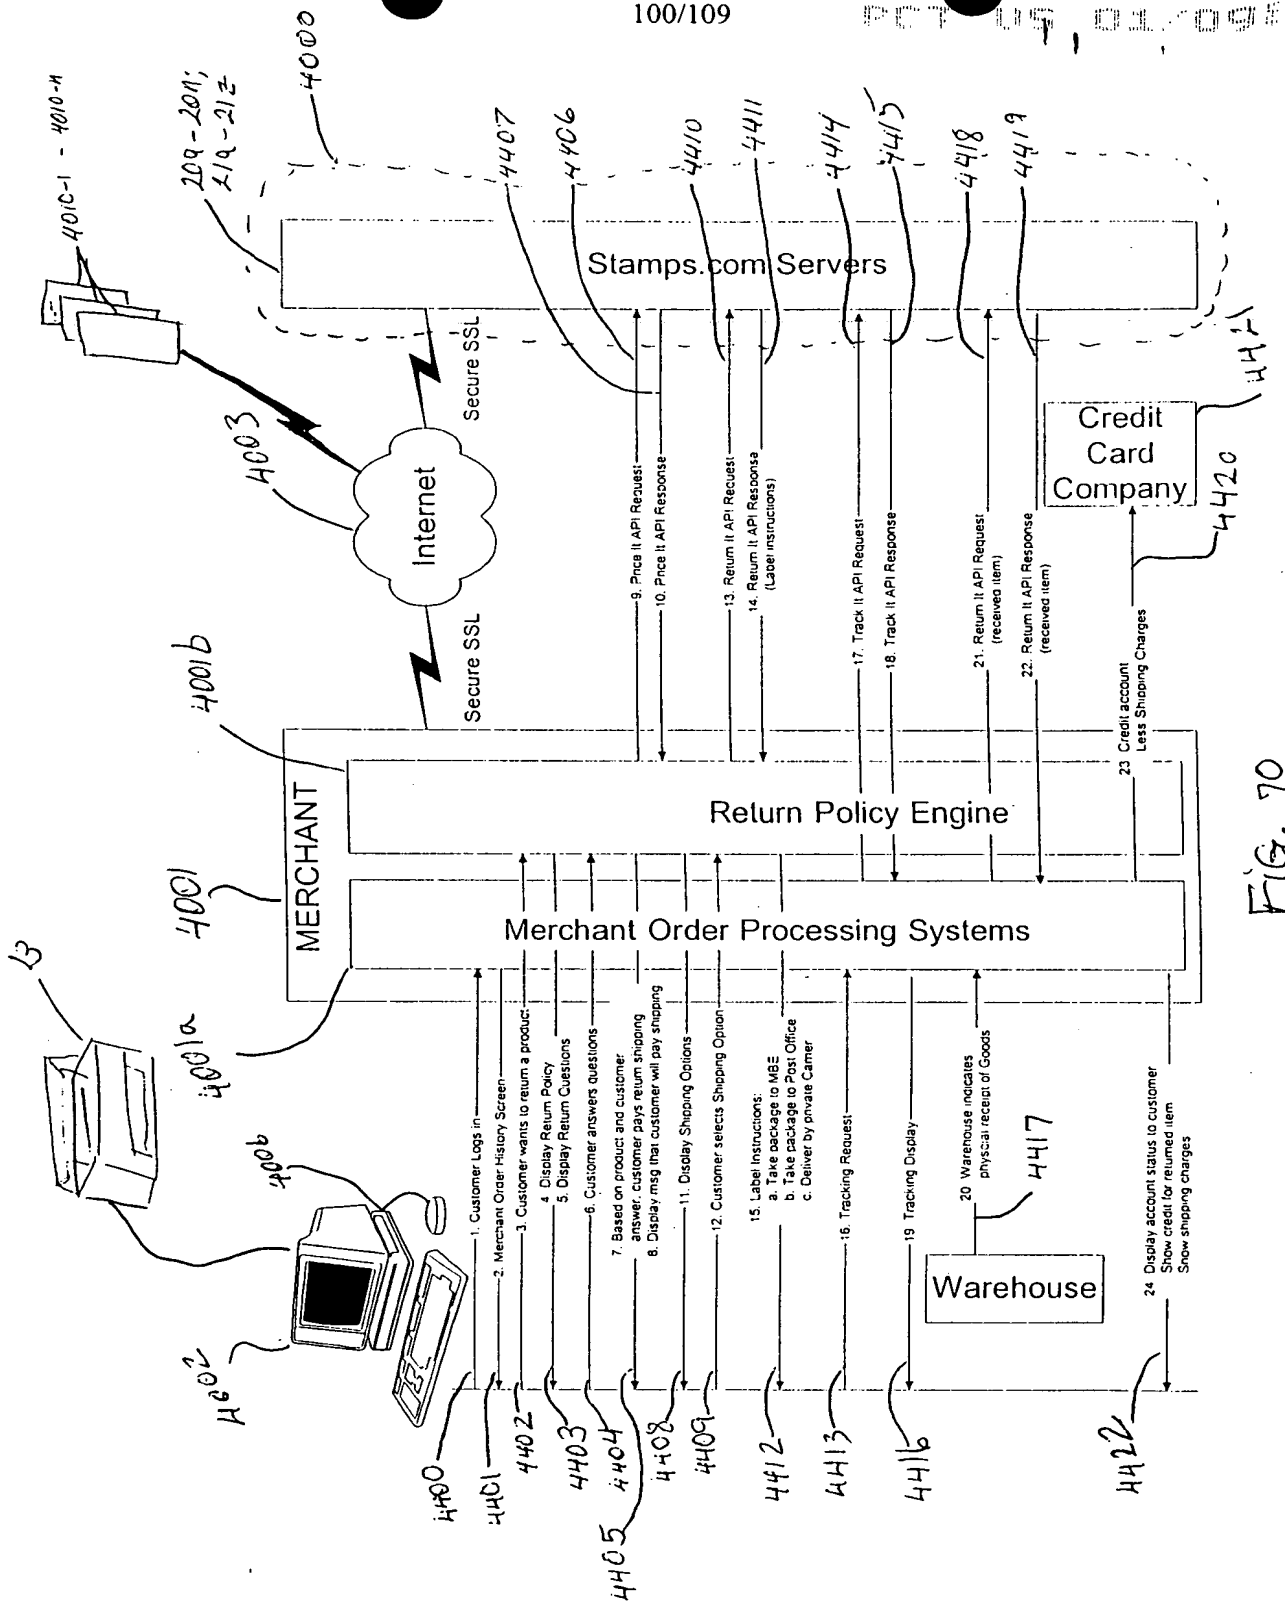 100/109
PCT US 01/09
4010-1 - 4010-n
20a-20n;
21a-21z
4000
4407
4406
4410
4411
4414
4415
4418
4419
Stamps.com Servers
4003
Secure SSL
Internet
Secure SSL
9. Price It API Request
10. Price It API Response
13. Return It API Request
14. Return It API Response
(Label instructions)
17. Track It API Request
18. Track It API Response
21. Return It API Request
(received item)
22. Return It API Response
(received item)
Credit
Card
Company
4421
4420
23 Credit account
Less Shipping Charges
4001b
4001
MERCHANT
Return Policy Engine
Merchant Order Processing Systems
4001a
23
4006
4002
1. Customer Logs in
2. Merchant Order History Screen
3. Customer wants to return a product
4 Display Return Policy
5. Display Return Questions
6. Customer answers questions
7. Based on product and customer
answer, customer pays return shipping
8. Display msg that customer will pay shipping
11. Display Shipping Options
12. Customer selects Shipping Option
15. Label Instructions:
a. Take package to MBE
b. Take package to Post Office
c. Deliver by private Carrier
16. Tracking Request
19 Tracking Display
20 Warehouse indicates
physcial receipt of Goods
4417
Warehouse
24 Display account status to customer
Show credit for returned item
Show shipping charges
4400
4401
4402
4403
4404
4405
4408
4409
4412
4413
4416
4422
FIG. 70